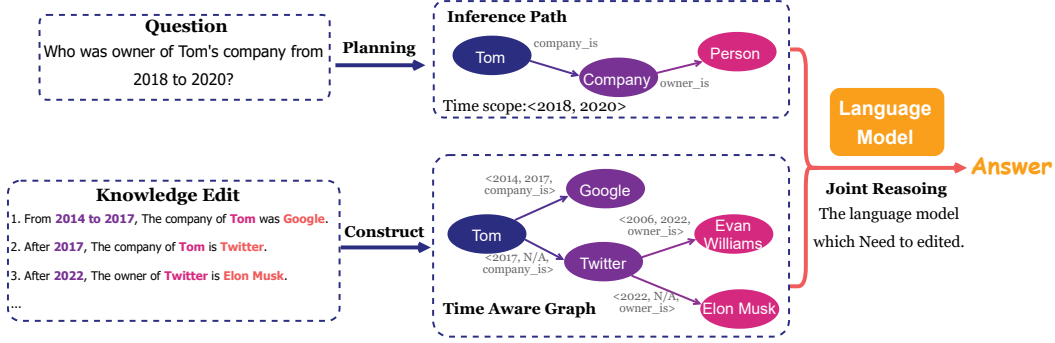 Question
Who was owner of Tom's company from
2018 to 2020?
Planning
Inference Path
Tom
company_is
Company
owner_is
Person
Time scope:<2018, 2020>
Knowledge Edit
1. From 2014 to 2017, The company of Tom was Google.
2. After 2017, The company of Tom is Twitter.
3. After 2022, The owner of Twitter is Elon Musk.
...
Construct
<2014, 2017,
company_is>
Google
Tom
<2017, N/A,
company_is>
Twitter
<2006, 2022,
owner_is>
Evan
Williams
<2022, N/A,
owner_is>
Elon Musk
Time Aware Graph
Language
Model
Answer
Joint Reasoing
The language model
which Need to edited.